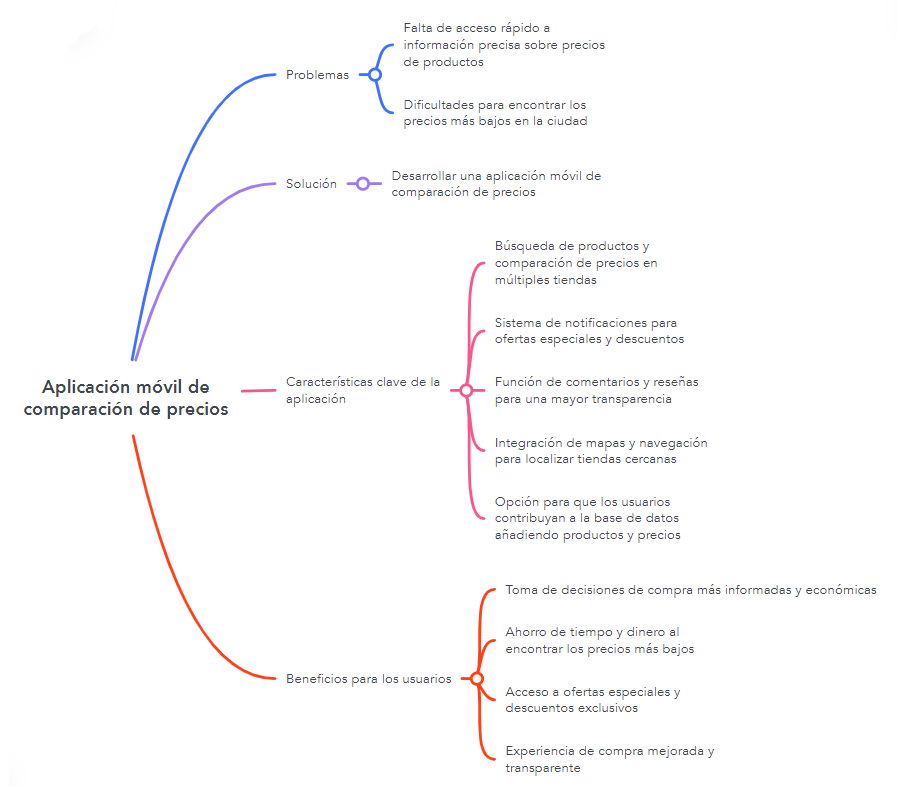 Aplicación móvil de
comparación de precios
Problemas
Falta de acceso rápido a
información precisa sobre precios
de productos
Dificultades para encontrar los
precios más bajos en la ciudad
Solución
Desarrollar una aplicación móvil de
comparación de precios
Características clave de la
aplicación
Búsqueda de productos y
comparación de precios en
múltiples tiendas
Sistema de notificaciones para
ofertas especiales y descuentos
Función de comentarios y reseñas
para una mayor transparencia
Integración de mapas y navegación
para localizar tiendas cercanas
Opción para que los usuarios
contribuyan a la base de datos
añadiendo productos y precios
Beneficios para los usuarios
Toma de decisiones de compra más informadas y económicas
Ahorro de tiempo y dinero al
encontrar los precios más bajos
Acceso a ofertas especiales y
descuentos exclusivos
Experiencia de compra mejorada y
transparente